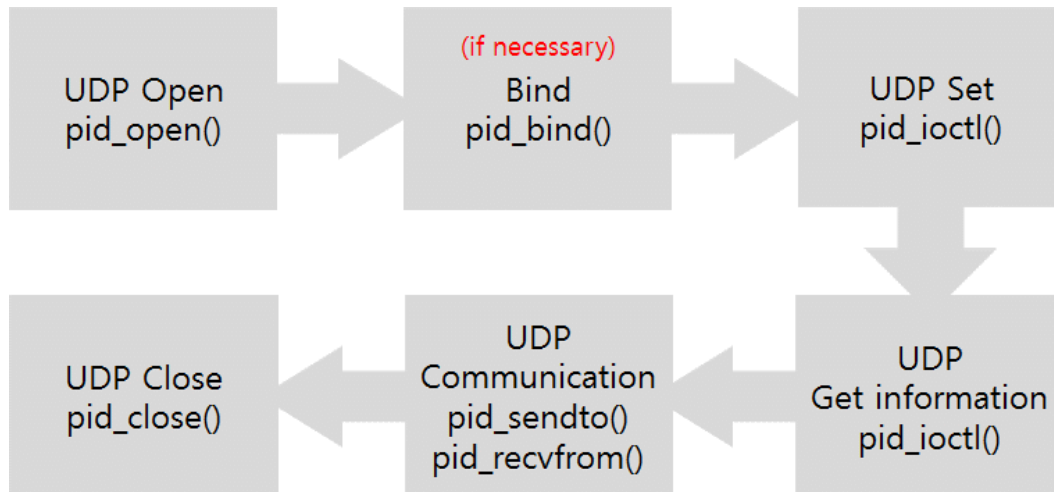 UDP Open
pid_open()
(if necessary)
Bind
pid_bind()
UDP Set
pid_ioctl()
UDP
Get information
pid_ioctl()
UDP
Communication
pid_sendto()
pid_recvfrom()
UDP Close
pid_close()